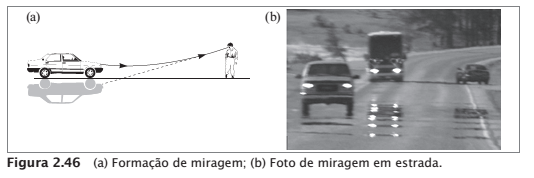 (a)
(b)
Figura 2.46 (a) Formação de miragem; (b) Foto de miragem em estrada.